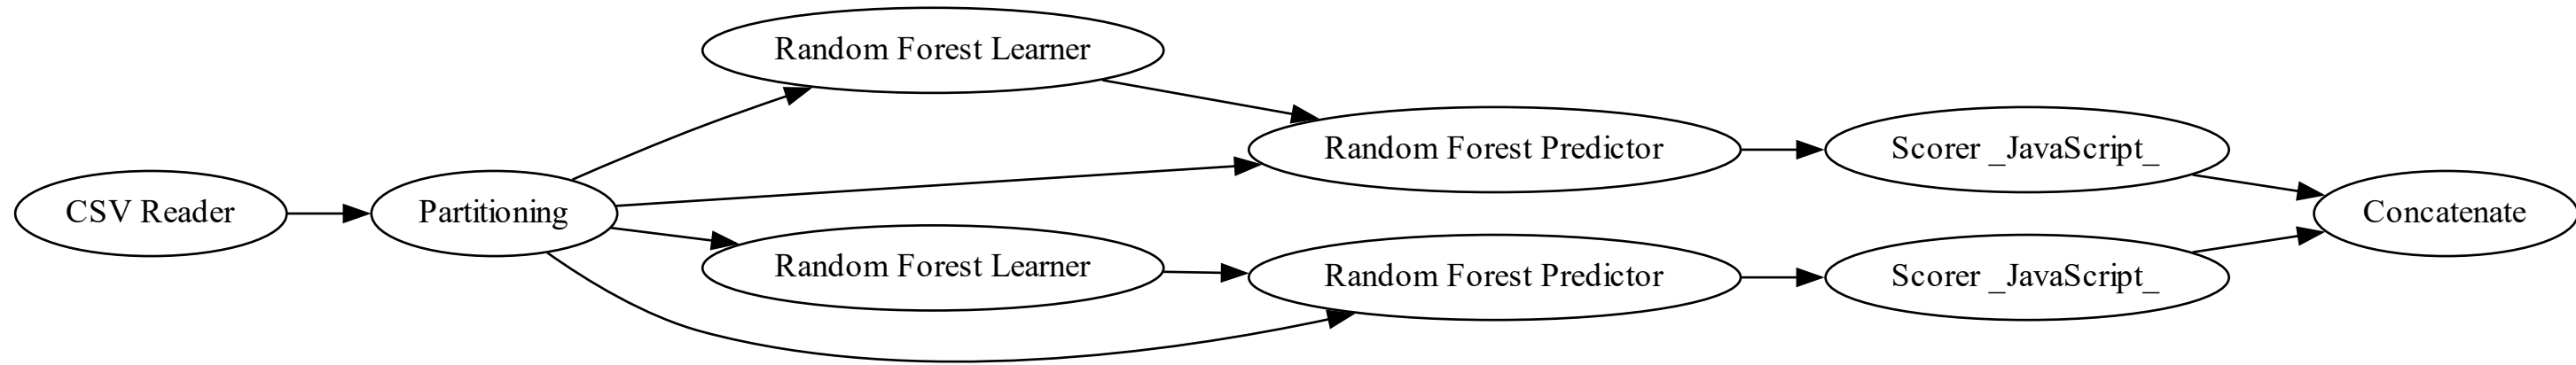 CSV Reader
Partitioning
Random Forest Learner
Random Forest Learner
Random Forest Predictor
Random Forest Predictor
Scorer _JavaScript_
Scorer _JavaScript_
Concatenate